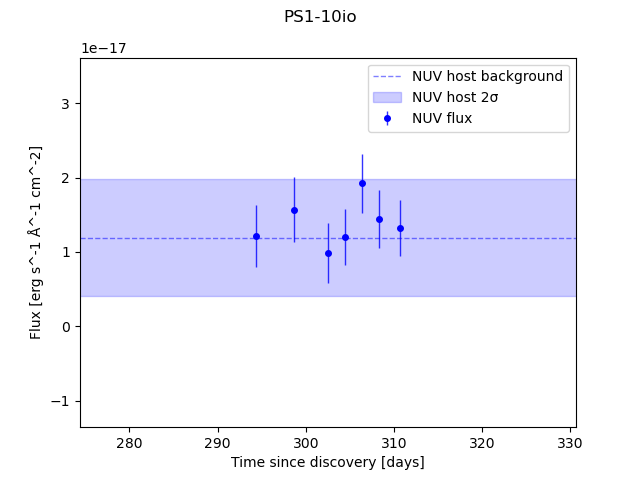 PS1-10io
1e−17
NUV host background
NUV host 2σ
NUV flux
3
2
1
0
−1
Flux [erg s^-1 Å^-1 cm^-2]
280 290 300 310 320 330
Time since discovery [days]